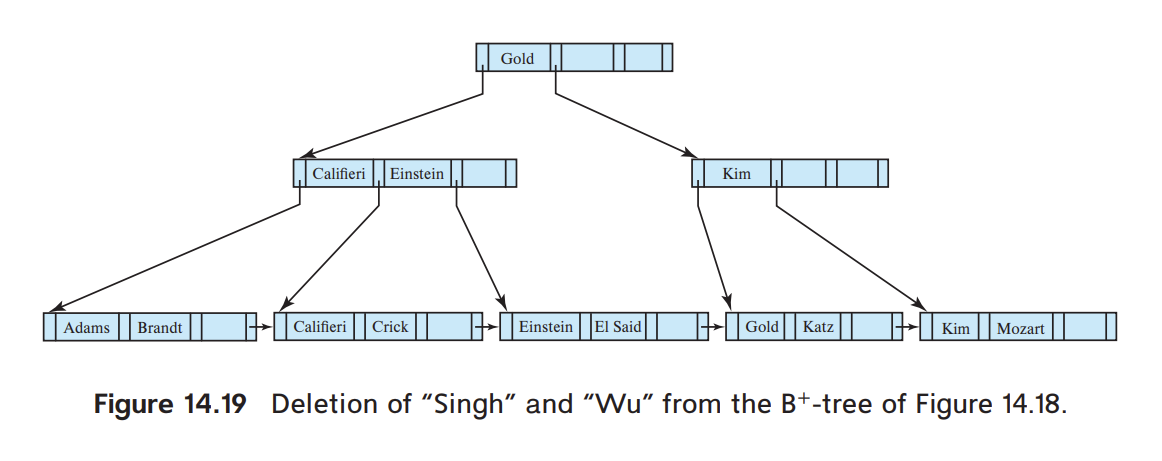 Gold
Califieri Einstein
Kim
Adams Brandt
Califieri Crick
Einstein El Said
Gold Katz
Kim Mozart
Figure 14.19 Deletion of “Singh” and “Wu” from the B⁺-tree of Figure 14.18.